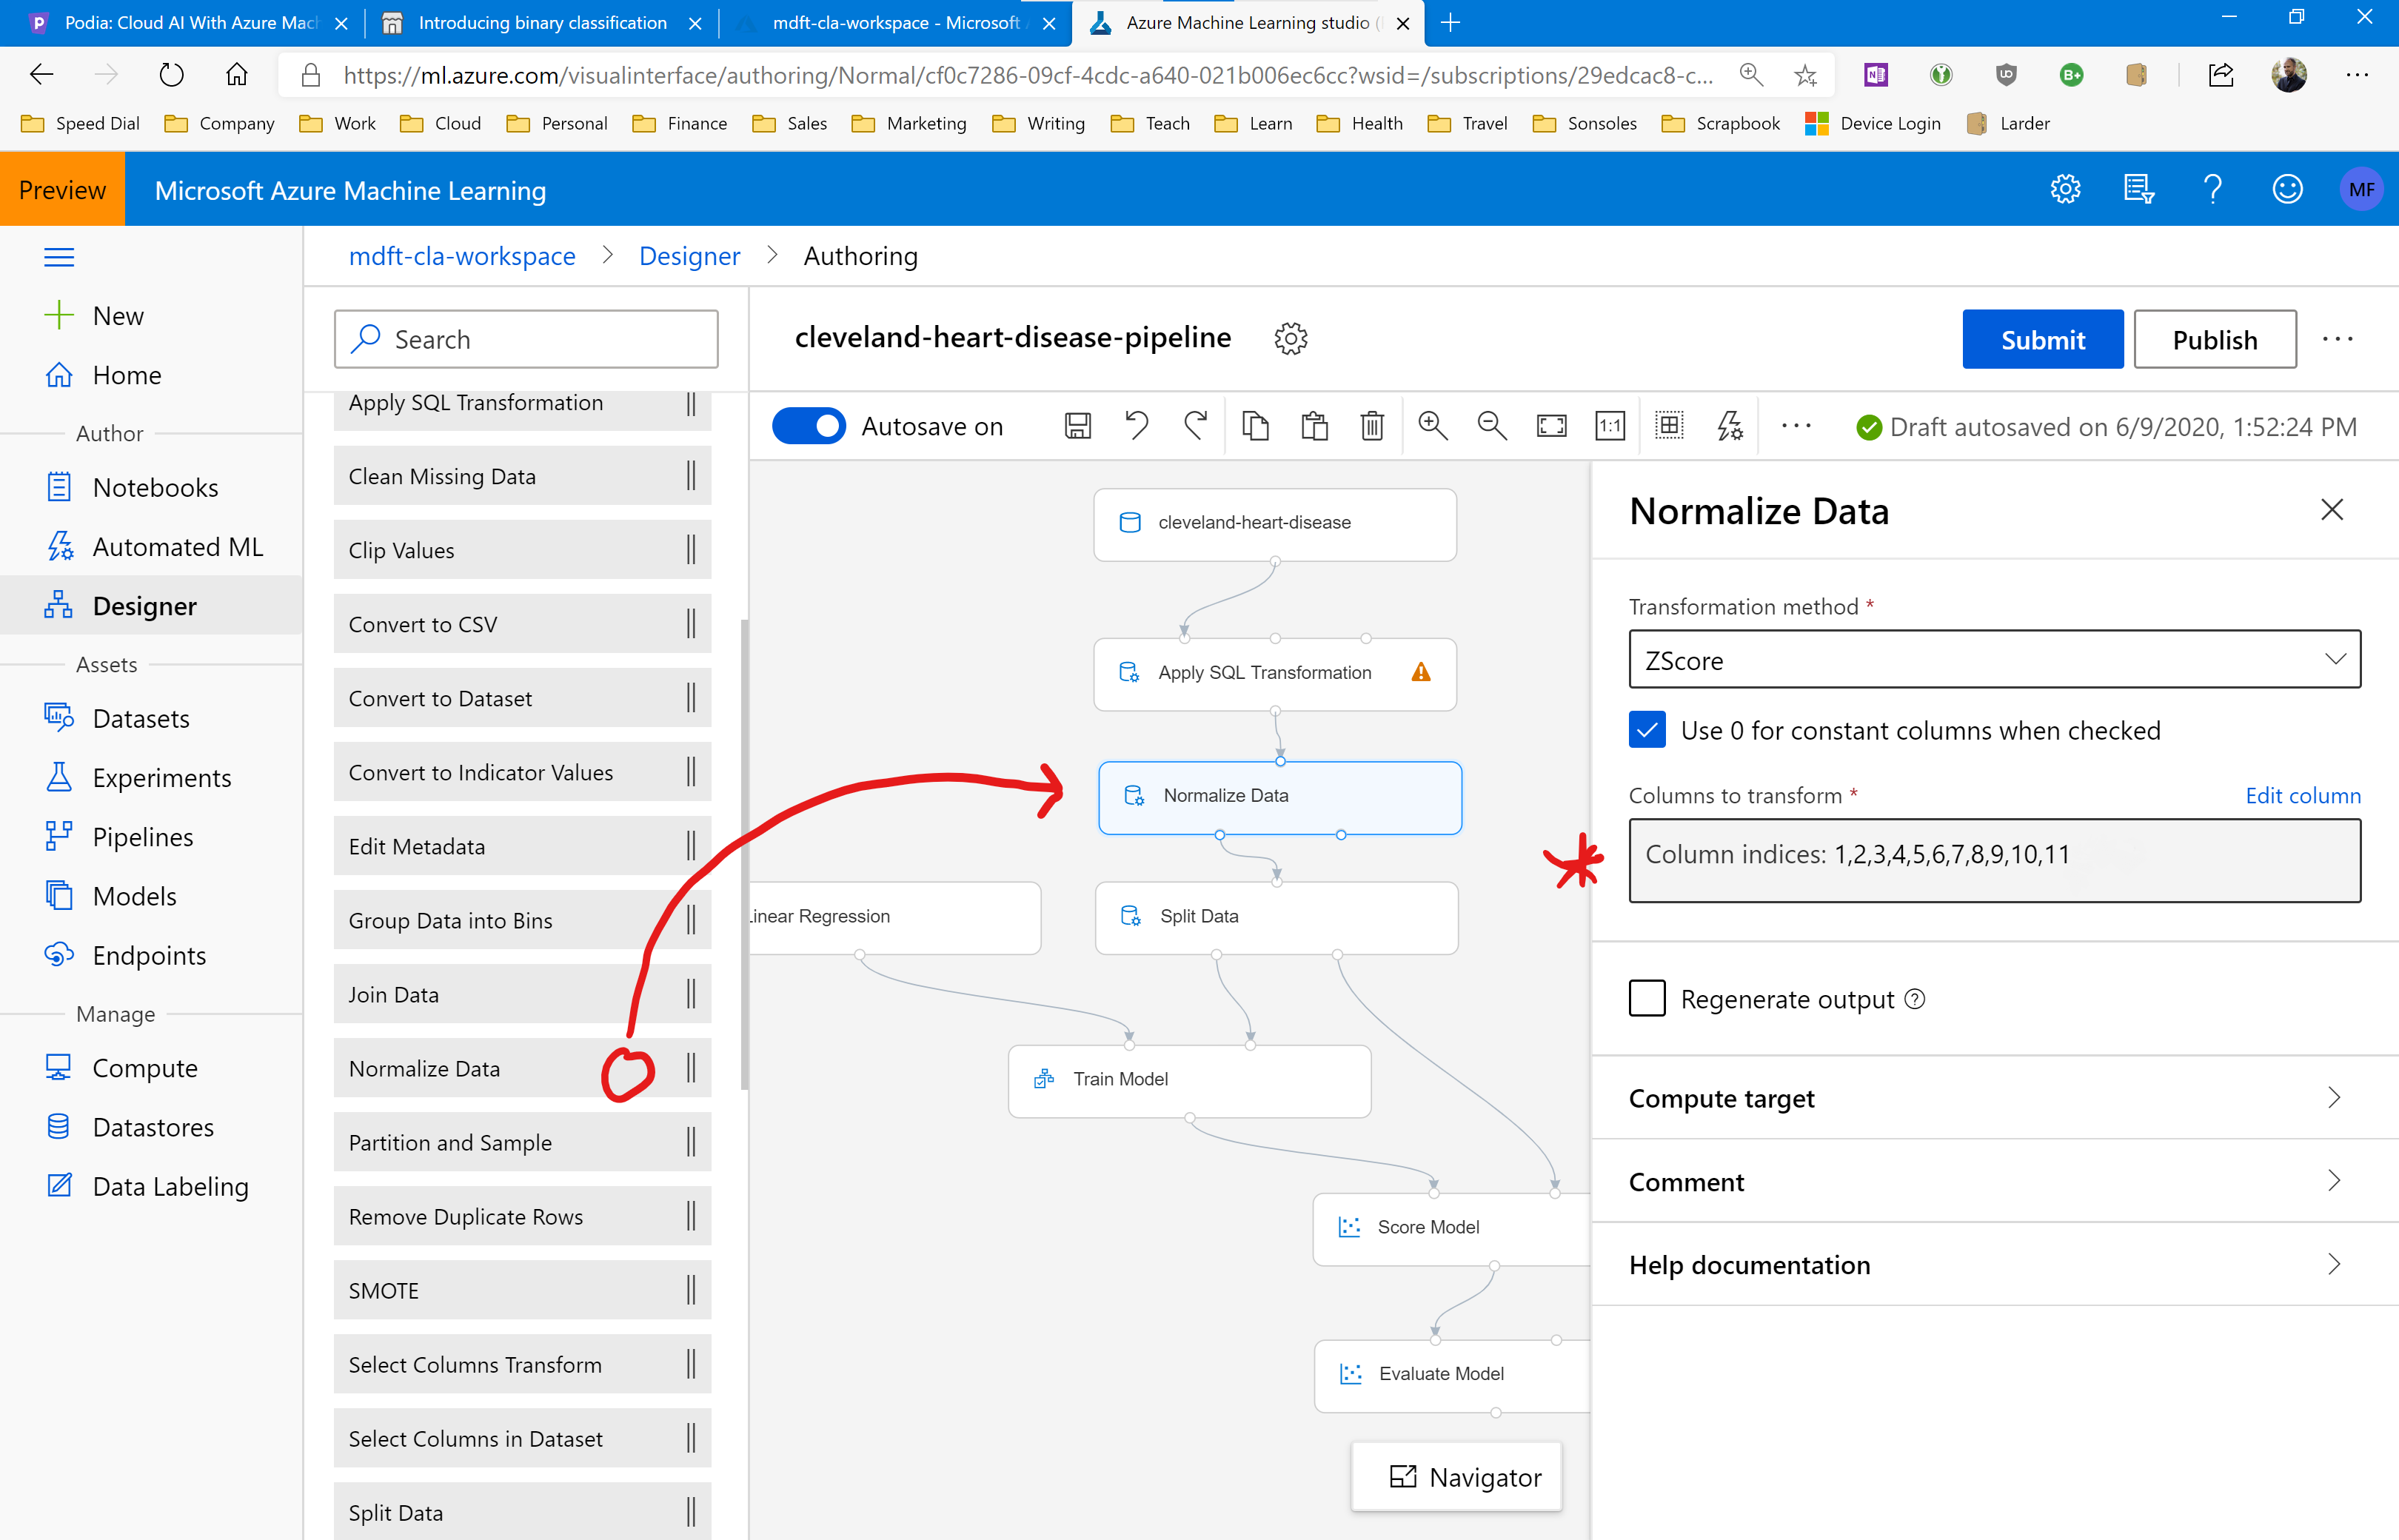 Podia: Cloud AI With Azure Mach
Introducing binary classification
mdft-cla-workspace - Microsoft
Azure Machine Learning studio (
https://ml.azure.com/visualinterface/authoring/Normal/cf0c7286-09cf-4cdc-a640-021b006ec6cc?wsid=/subscriptions/29edcac8-c...
Speed Dial Company Work Cloud Personal Finance Sales Marketing Writing Teach Learn Health Travel Sonsoles Scrapbook Device Login Larder
Preview Microsoft Azure Machine Learning MF
mdft-cla-workspace > Designer > Authoring
New
Home
Author
Notebooks
Automated ML
Designer
Assets
Datasets
Experiments
Pipelines
Models
Endpoints
Manage
Compute
Datastores
Data Labeling
Search
Apply SQL Transformation
Clean Missing Data
Clip Values
Convert to CSV
Convert to Dataset
Convert to Indicator Values
Edit Metadata
Group Data into Bins
Join Data
Normalize Data
Partition and Sample
Remove Duplicate Rows
SMOTE
Select Columns Transform
Select Columns in Dataset
Split Data
cleveland-heart-disease-pipeline
Submit Publish
Autosave on 1:1 Draft autosaved on 6/9/2020, 1:52:24 PM
cleveland-heart-disease
Apply SQL Transformation
Normalize Data
Linear Regression
Split Data
Train Model
Score Model
Evaluate Model
Navigator
Normalize Data
Transformation method *
ZScore
Use 0 for constant columns when checked
Columns to transform * Edit column
Column indices: 1,2,3,4,5,6,7,8,9,10,11
Regenerate output
Compute target
Comment
Help documentation